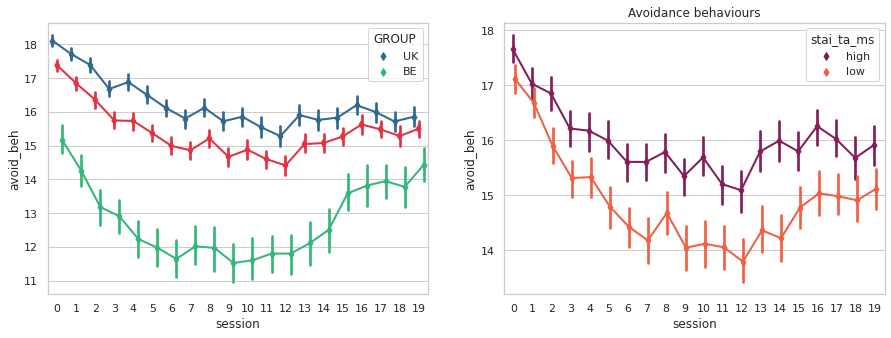 GROUP
UK
BE
18
17
16
15
14
13
12
11
avoid_beh
0 1 2 3 4 5 6 7 8 9 10 11 12 13 14 15 16 17 18 19
session
Avoidance behaviours
stai_ta_ms
high
low
18
17
16
15
14
avoid_beh
0 1 2 3 4 5 6 7 8 9 10 11 12 13 14 15 16 17 18 19
session